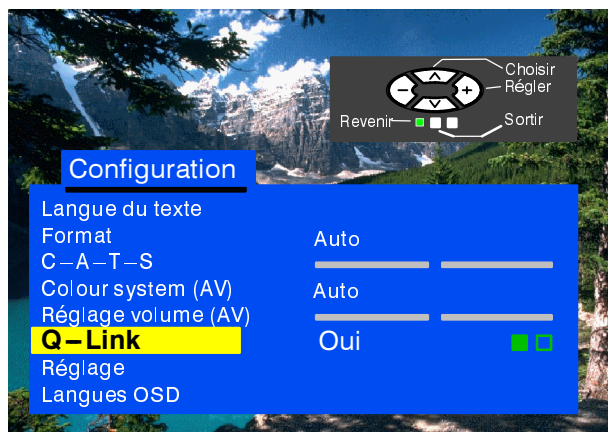 Choisir
Régler
Revenir
Sortir
Configuration
Langue du texte
Format Auto
C–A–T–S
Colour system (AV) Auto
Réglage volume (AV)
Q–Link Oui
Réglage
Langues OSD